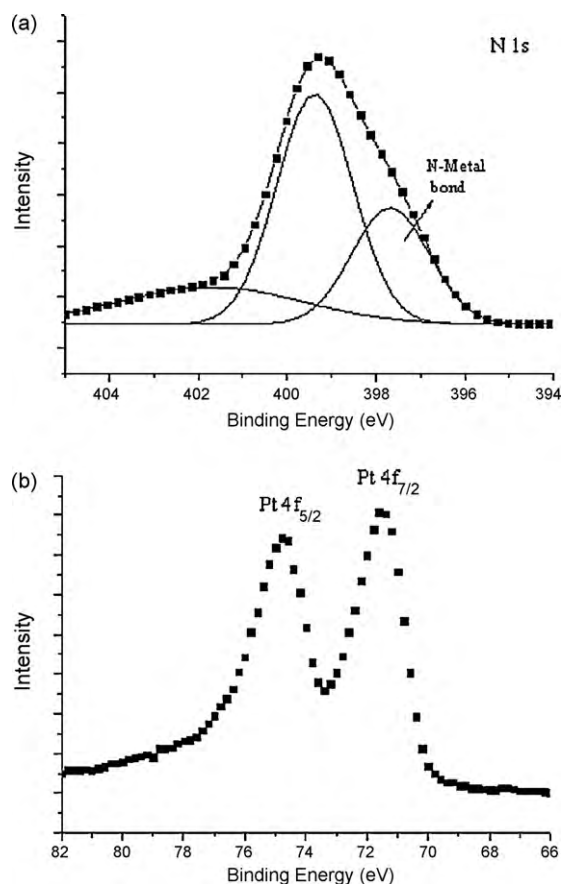 (a)
N 1s
N-Metal
bond
Intensity
404 402 400 398 396 394
Binding Energy (eV)
(b)
Pt 4f7/2
Pt 4f5/2
Intensity
82 80 78 76 74 72 70 68 66
Binding Energy (eV)